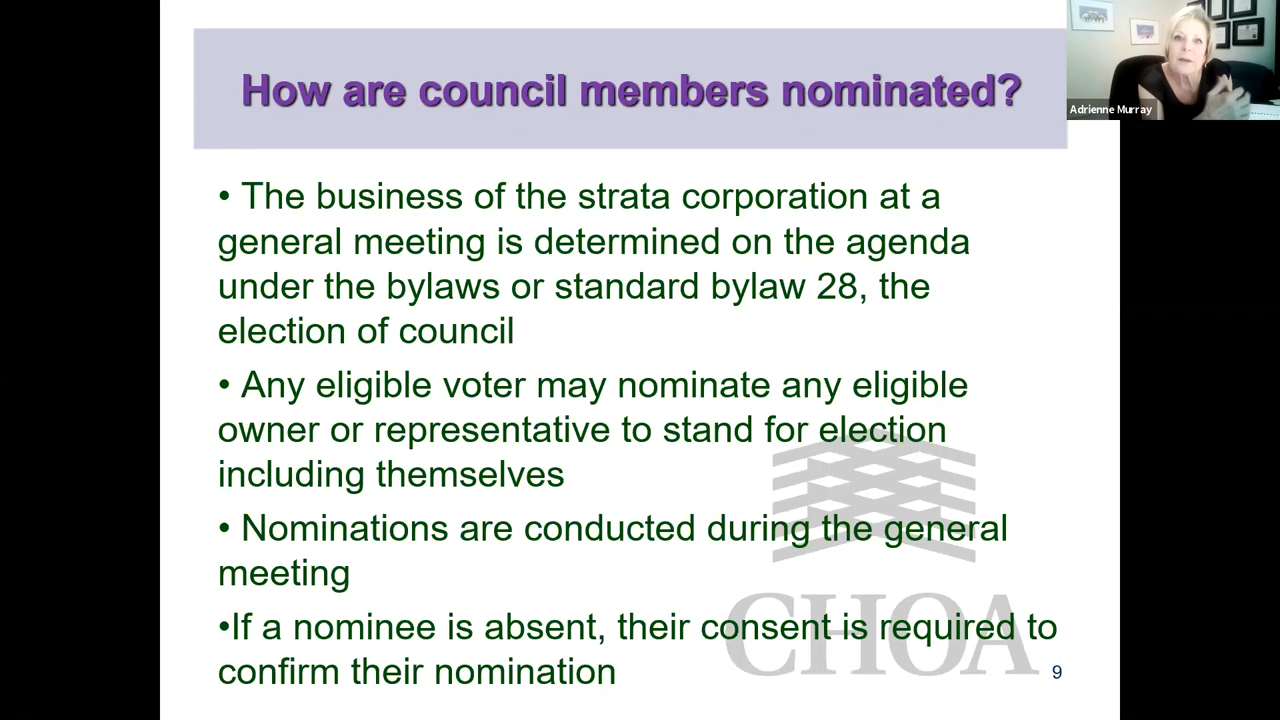 How are council members nominated?
Adrienne Murray
• The business of the strata corporation at a
general meeting is determined on the agenda
under the bylaws or standard bylaw 28, the
election of council
• Any eligible voter may nominate any eligible
owner or representative to stand for election
including themselves
• Nominations are conducted during the general
meeting
•If a nominee is absent, their consent is required to
confirm their nomination
CHOA
9